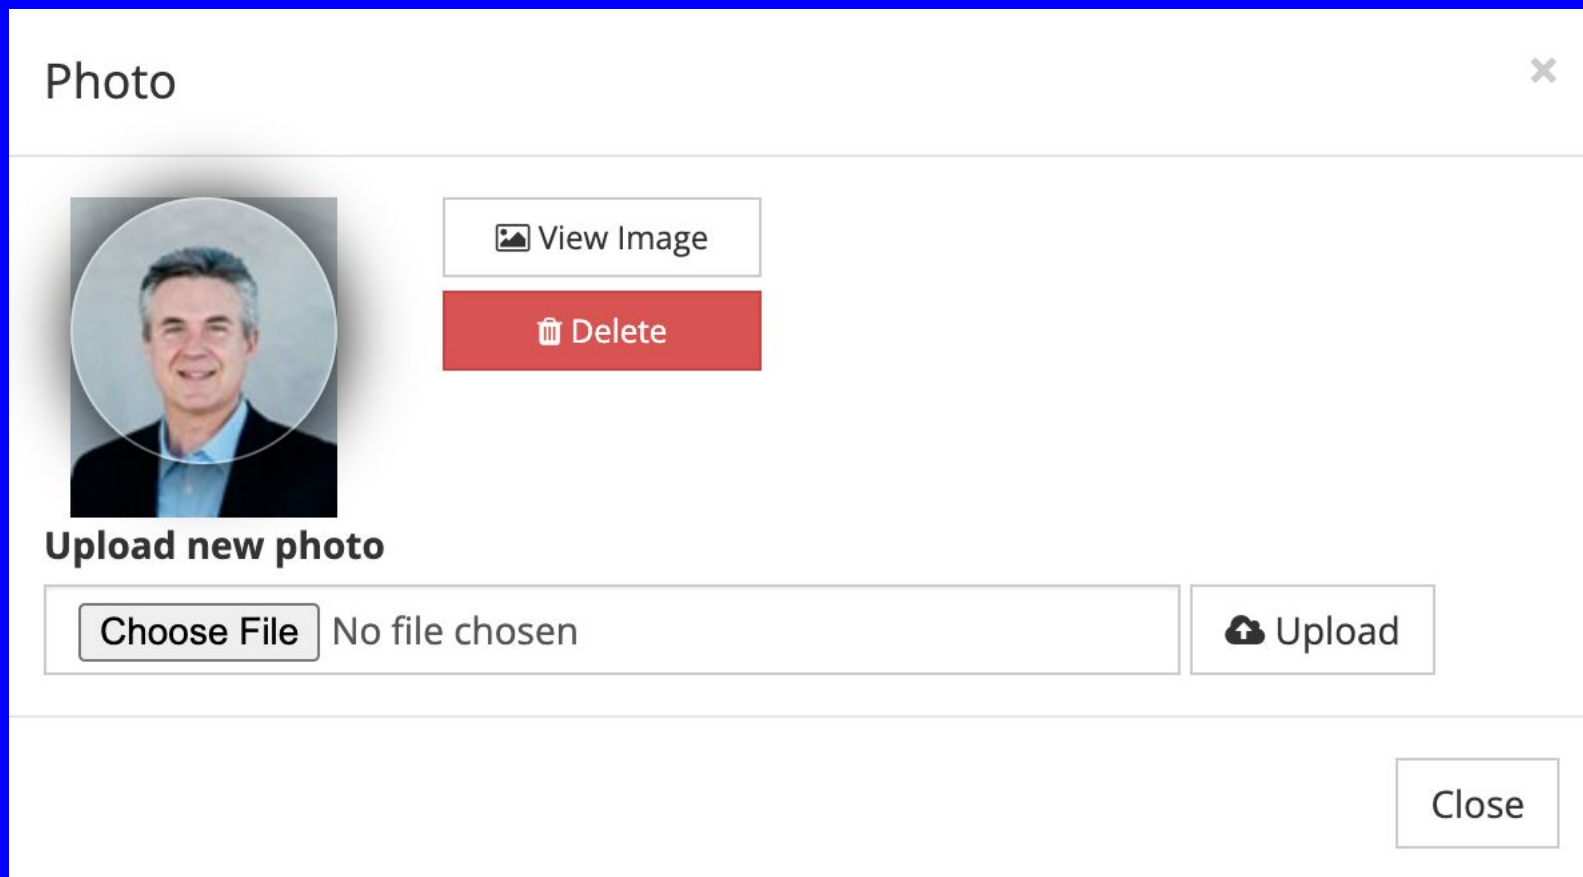 Photo
×
View Image
Delete
Upload new photo
Choose File No file chosen
Upload
Close